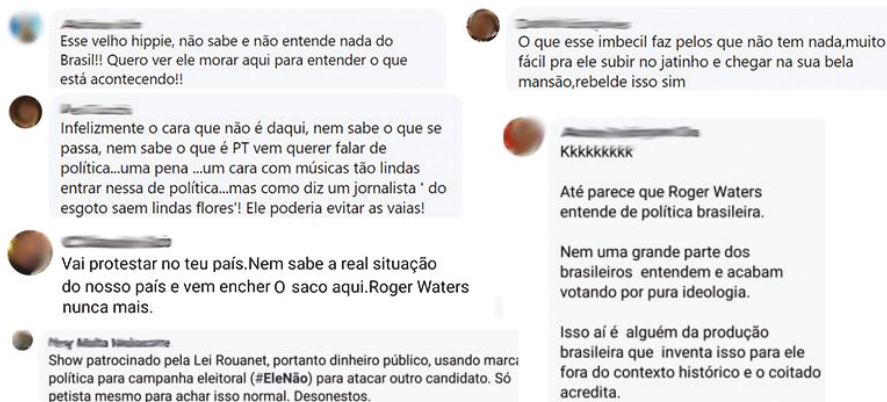 Esse velho hippie, não sabe e não entende nada do
Brasil!! Quero ver ele morar aqui para entender o que
está acontecendo!!
Infelizmente o cara que não é daqui, nem sabe o que se
passa, nem sabe o que é PT vem querer falar de
política...uma pena ...um cara com músicas tão lindas
entrar nessa de política...mas como diz um jornalista ' do
esgoto saem lindas flores'! Ele poderia evitar as vaias!
Vai protestar no teu país.Nem sabe a real situação
do nosso país e vem encher O saco aqui.Roger Waters
nunca mais.
Show patrocinado pela Lei Rouanet, portanto dinheiro público, usando marca
política para campanha eleitoral (#EleNão) para atacar outro candidato. Só
petista mesmo para achar isso normal. Desonestos.
O que esse imbecil faz pelos que não tem nada,muito
fácil pra ele subir no jatinho e chegar na sua bela
mansão,rebelde isso sim
Kkkkkkkkk
Até parece que Roger Waters
entende de política brasileira.
Nem uma grande parte dos
brasileiros entendem e acabam
votando por pura ideologia.
Isso aí é alguém da produção
brasileira que inventa isso para ele
fora do contexto histórico e o coitado
acredita.